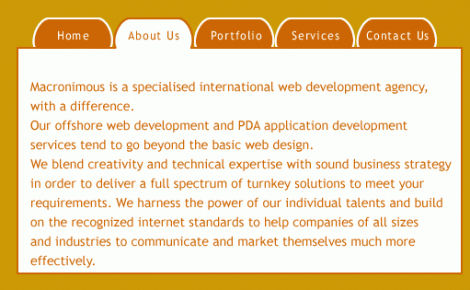 Home About Us Portfolio Services Contact Us
Macronimous is a specialised international web development agency,
with a difference.
Our offshore web development and PDA application development
services tend to go beyond the basic web design.
We blend creativity and technical expertise with sound business strategy
in order to deliver a full spectrum of turnkey solutions to meet your
requirements. We harness the power of our individual talents and build
on the recognized internet standards to help companies of all sizes
and industries to communicate and market themselves much more
effectively.